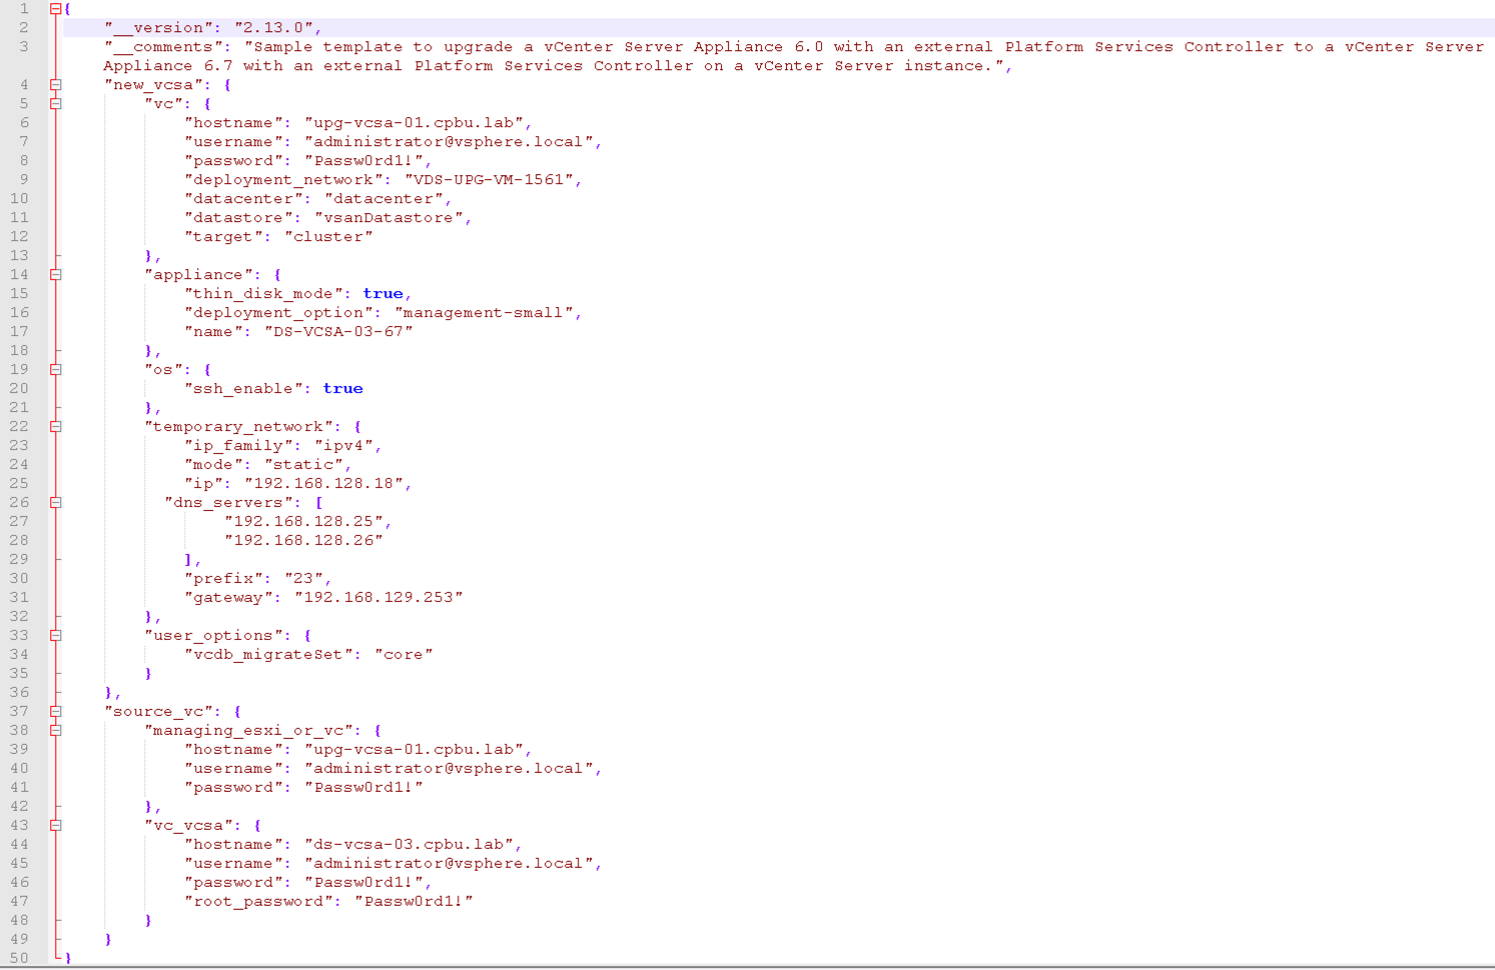 1 {
2 "__version": "2.13.0",
3 "__comments": "Sample template to upgrade a vCenter Server Appliance 6.0 with an external Platform Services Controller to a vCenter Server
Appliance 6.7 with an external Platform Services Controller on a vCenter Server instance.",
4 "new_vcsa": {
5 "vc": {
6 "hostname": "upg-vcsa-01.cpbu.lab",
7 "username": "administrator@vsphere.local",
8 "password": "Passw0rd1!",
9 "deployment_network": "VDS-UPG-VM-1561",
10 "datacenter": "datacenter",
11 "datastore": "vsanDatastore",
12 "target": "cluster"
13 },
14 "appliance": {
15 "thin_disk_mode": true,
16 "deployment_option": "management-small",
17 "name": "DS-VCSA-03-67"
18 },
19 "os": {
20 "ssh_enable": true
21 },
22 "temporary_network": {
23 "ip_family": "ipv4",
24 "mode": "static",
25 "ip": "192.168.128.18",
26 "dns_servers": [
27 "192.168.128.25",
28 "192.168.128.26"
29 ],
30 "prefix": "23",
31 "gateway": "192.168.129.253"
32 },
33 "user_options": {
34 "vcdb_migrateSet": "core"
35 }
36 },
37 "source_vc": {
38 "managing_esxi_or_vc": {
39 "hostname": "upg-vcsa-01.cpbu.lab",
40 "username": "administrator@vsphere.local",
41 "password": "Passw0rd1!"
42 },
43 "vc_vcsa": {
44 "hostname": "ds-vcsa-03.cpbu.lab",
45 "username": "administrator@vsphere.local",
46 "password": "Passw0rd1!",
47 "root_password": "Passw0rd1!"
48 }
49 }
50 }